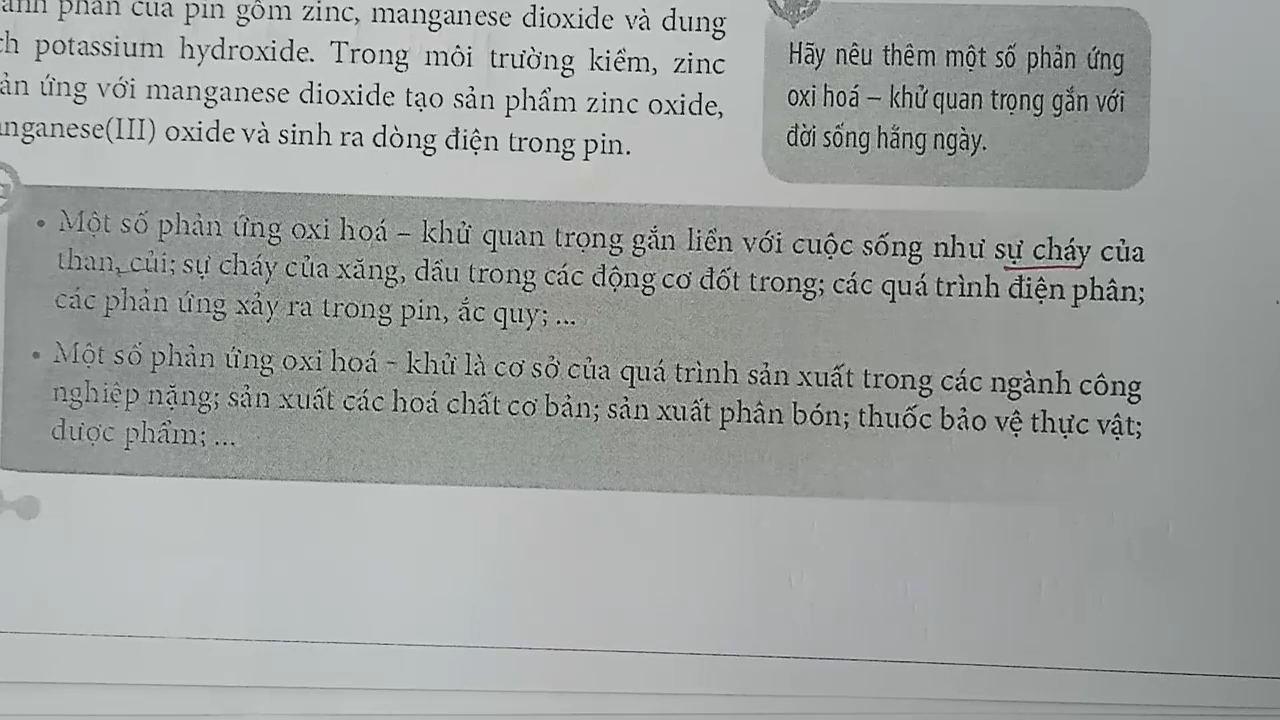 phần của pin gồm zinc, manganese dioxide và dung
potassium hydroxide. Trong môi trường kiềm, zinc
ứng với manganese dioxide tạo sản phẩm zinc oxide,
oxide và sinh ra dòng điện trong pin.
Hãy nêu thêm một số phản ứng
oxi hoá – khử quan trọng gắn với
đời sống hằng ngày.
• Một số phản ứng oxi hoá – khử quan trọng gắn liền với cuộc sống như sự cháy của
than, củi; sự cháy của xăng, dầu trong các động cơ đốt trong; các quá trình điện phân;
các phản ứng xảy ra trong pin, ắc quy; ...
• Một số phản ứng oxi hoá - khử là cơ sở của quá trình sản xuất trong các ngành công
nghiệp nặng; sản xuất các hoá chất cơ bản; sản xuất phân bón; thuốc bảo vệ thực vật;
dược phẩm; ...